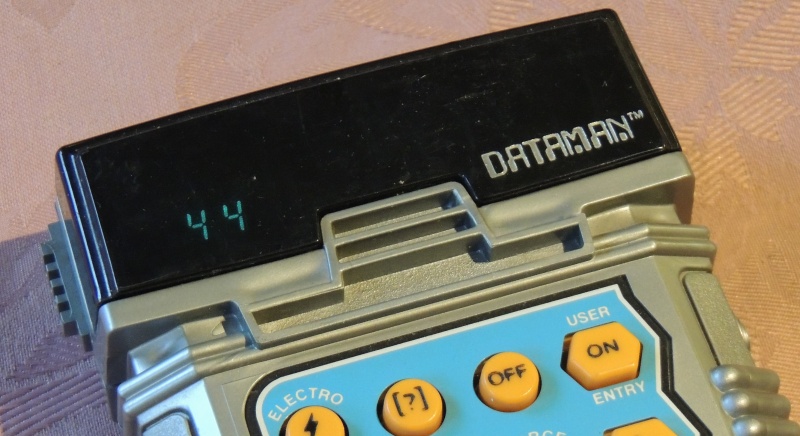 DATAMAN™
44
USER
ON
ENTRY
OFF
[?]
ELECTRO